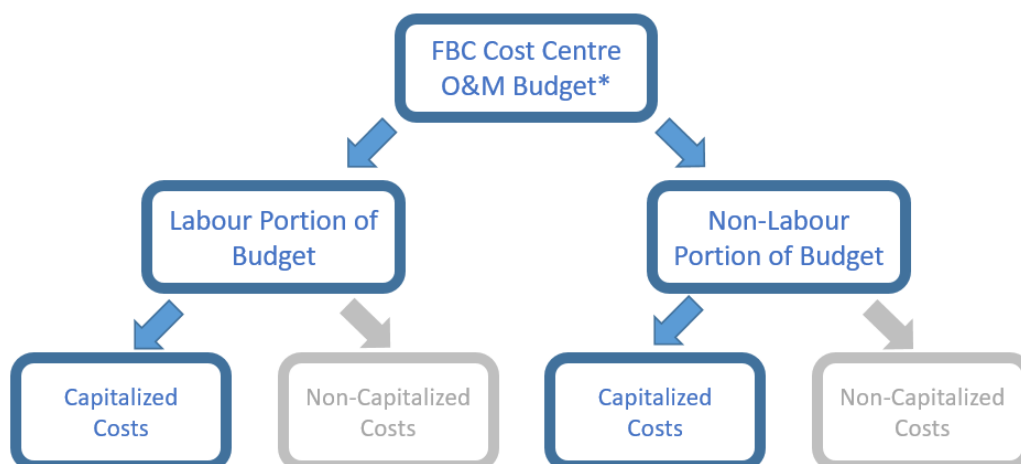 FBC Cost Centre
O&M Budget*
Labour Portion of
Budget
Non-Labour
Portion of Budget
Capitalized
Costs
Non-Capitalized
Costs
Capitalized
Costs
Non-Capitalized
Costs